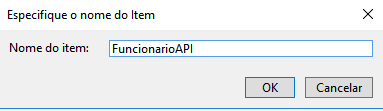 Especifique o nome do Item
Nome do item: FuncionarioAPI
OK Cancelar